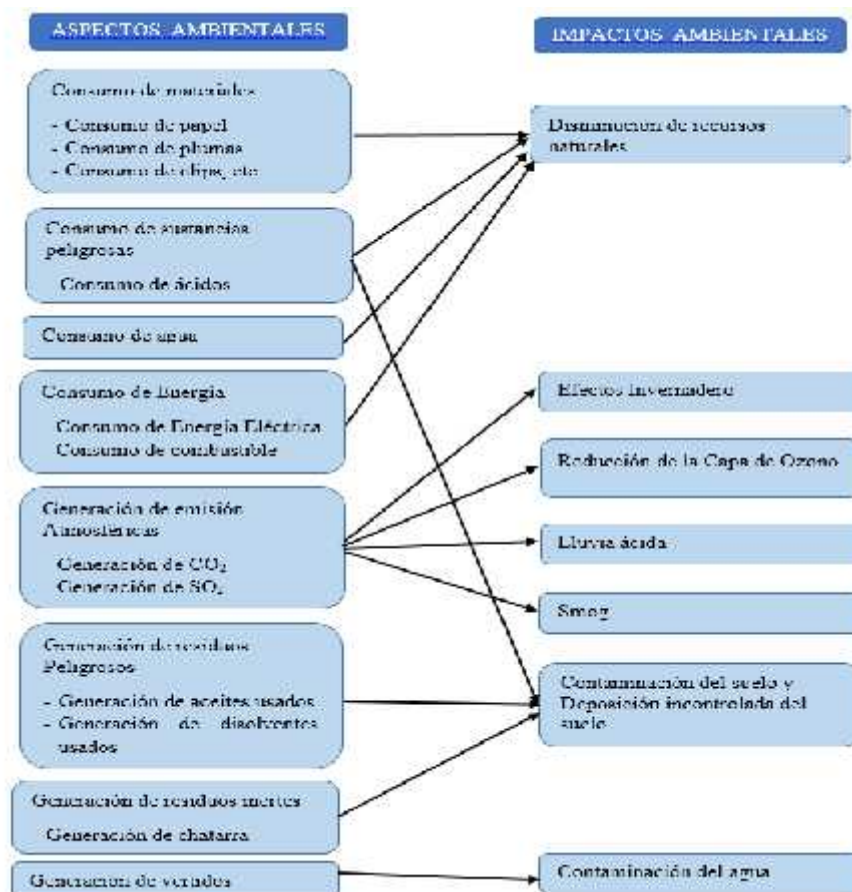 ASPECTOS AMBIENTALES
Consumo de materiales
- Consumo de papel
- Consumo de plumas
- Consumo de clips, etc
Consumo de sustancias
peligrosas
Consumo de ácidos
Consumo de agua
Consumo de Energía
Consumo de Energía Eléctrica
Consumo de combustible
Generación de emisión
Atmosféricas
Generación de CO₂
Generación de SO₂
Generación de residuos
Peligrosos
- Generación de aceites usados
- Generación de disolventes
usados
Generación de residuos inertes
Generación de chatarra
Generación de vertidos
IMPACTOS AMBIENTALES
Disminución de recursos
naturales
Efectos Invernadero
Reducción de la Capa de Ozono
Lluvia ácida
Smog
Contaminación del suelo y
Deposición incontrolada del
suelo
Contaminación del agua